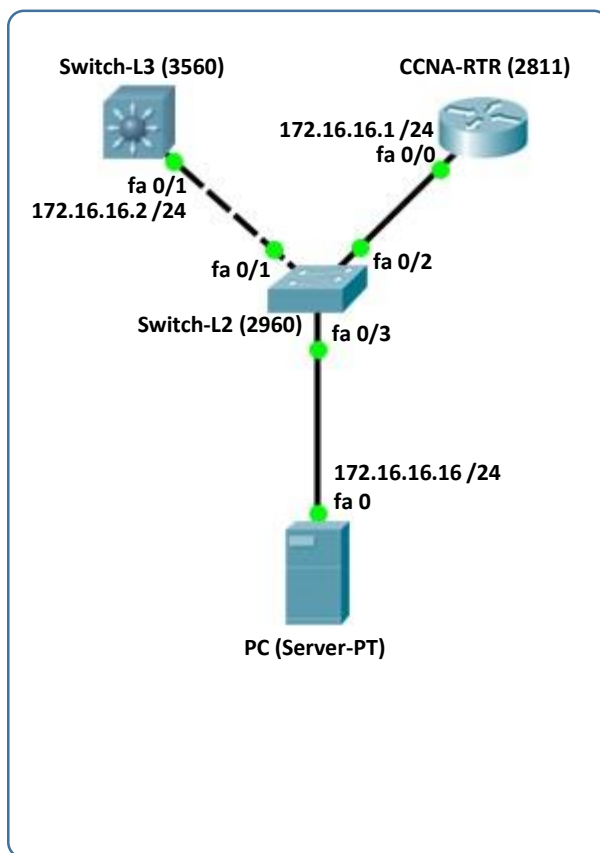 Switch-L3 (3560)
CCNA-RTR (2811)
172.16.16.1 /24
fa 0/0
fa 0/1
172.16.16.2 /24
fa 0/1
fa 0/2
Switch-L2 (2960)
fa 0/3
172.16.16.16 /24
fa 0
PC (Server-PT)